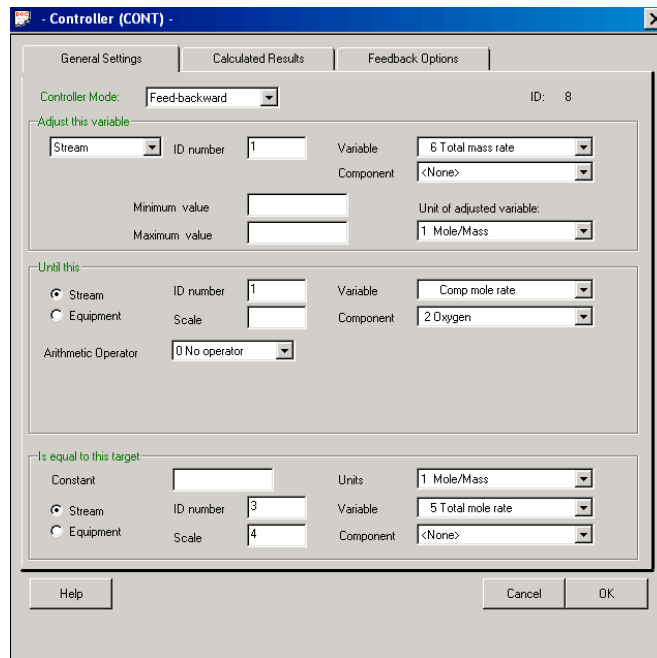 - Controller (CONT) -
General Settings Calculated Results Feedback Options
Controller Mode: Feed-backward ID: 8
Adjust this variable
Stream ID number 1 Variable 6 Total mass rate
Component <None>
Minimum value Unit of adjusted variable:
Maximum value 1 Mole/Mass
Until this
Stream ID number 1 Variable Comp mole rate
Equipment Scale Component 2 Oxygen
Arithmetic Operator 0 No operator
Is equal to this target
Constant Units 1 Mole/Mass
Stream ID number 3 Variable 5 Total mole rate
Equipment Scale 4 Component <None>
Help Cancel OK